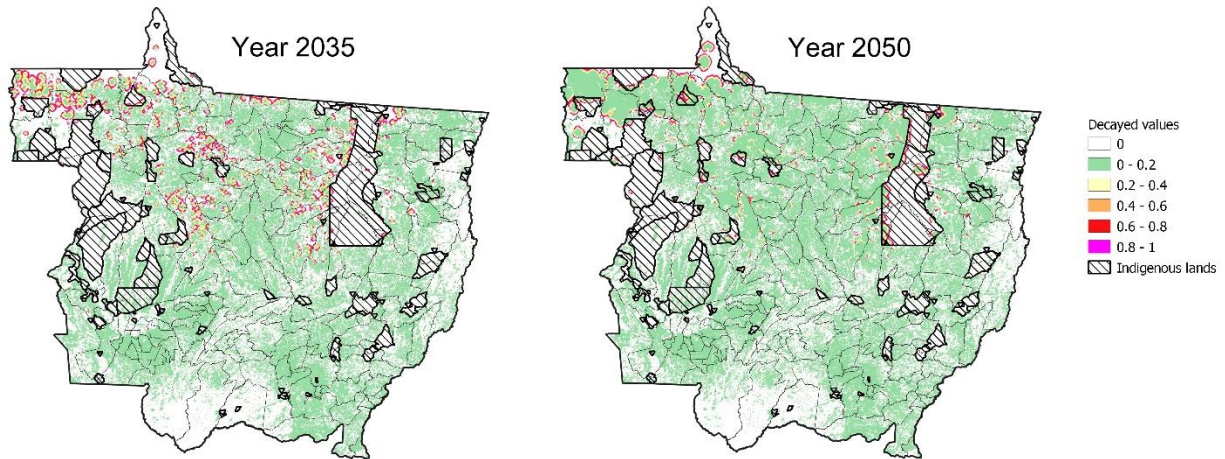 Year 2035
Year 2050
Decayed values
0
0 - 0.2
0.2 - 0.4
0.4 - 0.6
0.6 - 0.8
0.8 - 1
Indigenous lands